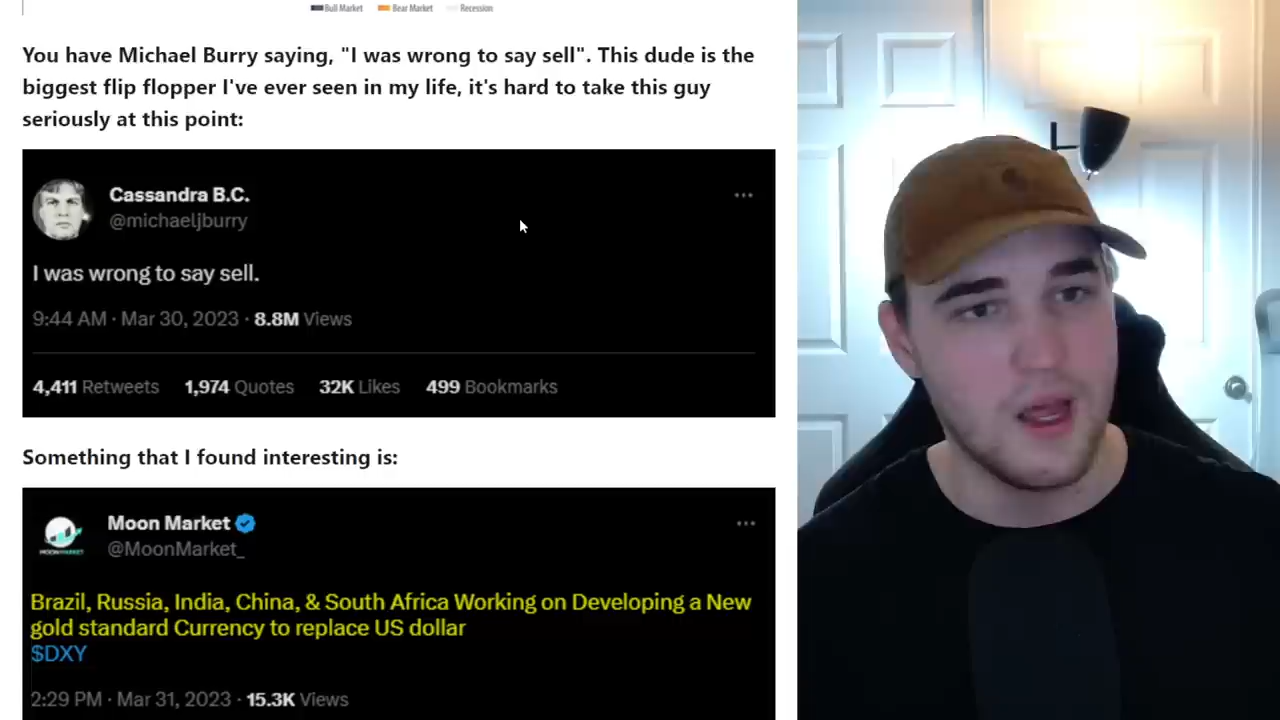 Bull Market Bear Market Recession
You have Michael Burry saying, "I was wrong to say sell". This dude is the
biggest flip flopper I've ever seen in my life, it's hard to take this guy
seriously at this point:
Cassandra B.C.
@michaeljburry
I was wrong to say sell.
9:44 AM · Mar 30, 2023 · 8.8M Views
4,411 Retweets 1,974 Quotes 32K Likes 499 Bookmarks
Something that I found interesting is:
Moon Market
@MoonMarket_
MOON MARKET
Brazil, Russia, India, China, & South Africa Working on Developing a New
gold standard Currency to replace US dollar
$DXY
2:29 PM · Mar 31, 2023 · 15.3K Views